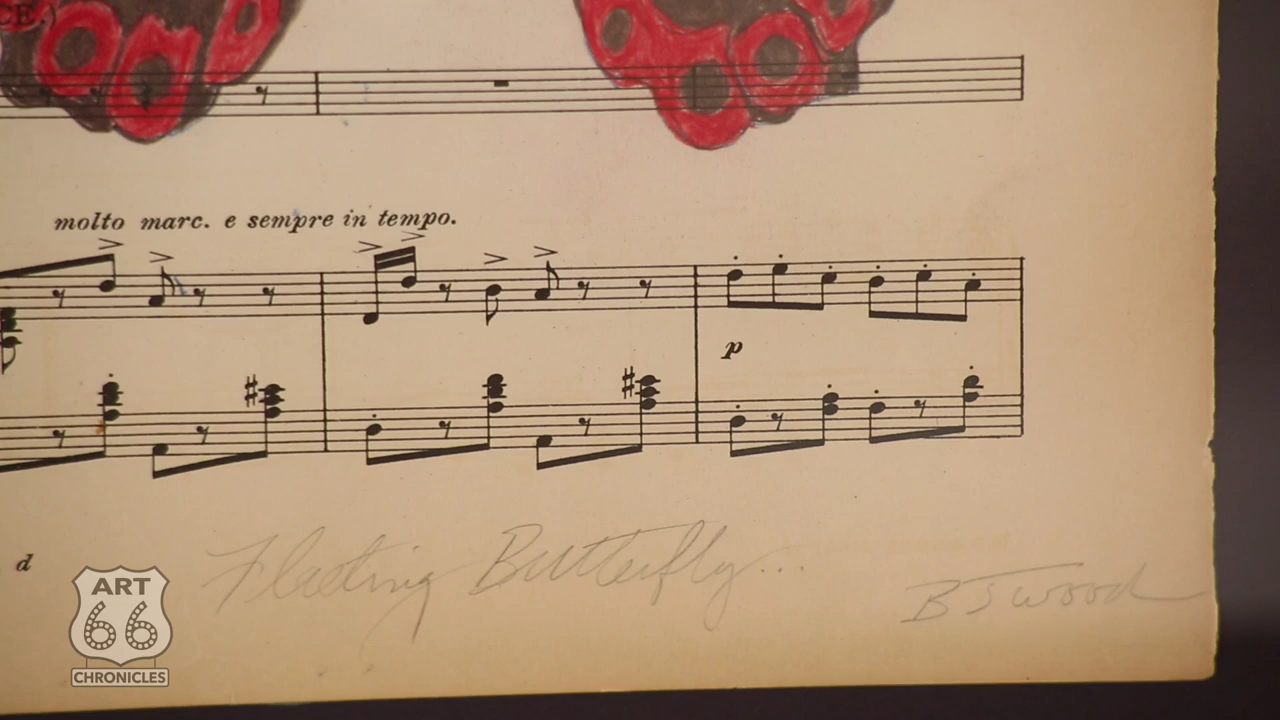 CE.)
molto marc. e sempre in tempo.
p
d
Floating Butterfly...
BJ Wood
ART
66
CHRONICLES